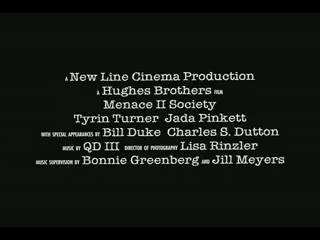 A New Line Cinema Production
A Hughes Brothers FILM
Menace II Society
Tyrin Turner Jada Pinkett
WITH SPECIAL APPEARANCES BY Bill Duke Charles S. Dutton
MUSIC BY QD III DIRECTOR OF PHOTOGRAPHY Lisa Rinzler
MUSIC SUPERVISION BY Bonnie Greenberg AND Jill Meyers